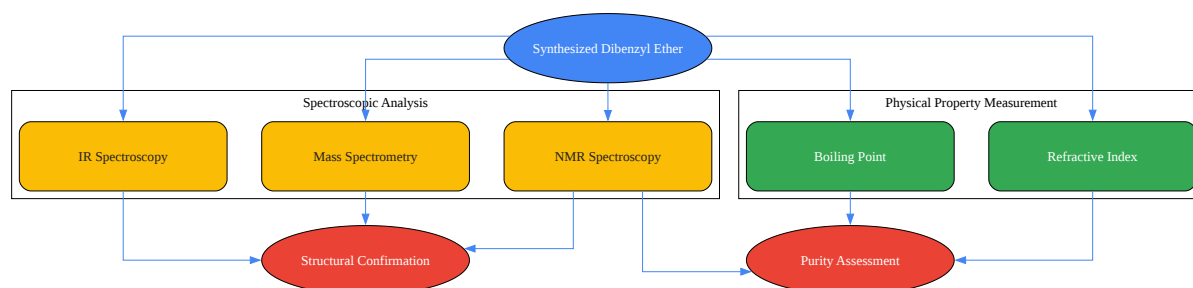 Synthesized Dibenzyl Ether
Spectroscopic Analysis
Physical Property Measurement
IR Spectroscopy
Mass Spectrometry
NMR Spectroscopy
Boiling Point
Refractive Index
Structural Confirmation
Purity Assessment